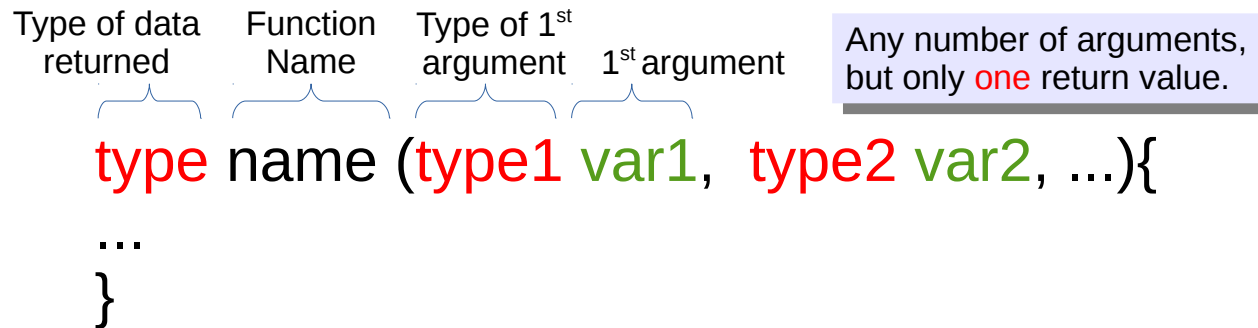 Type of data
returned
Function
Name
Type of 1st
argument
1st argument
Any number of arguments,
but only one return value.
type name (type1 var1, type2 var2, ...){
...
}